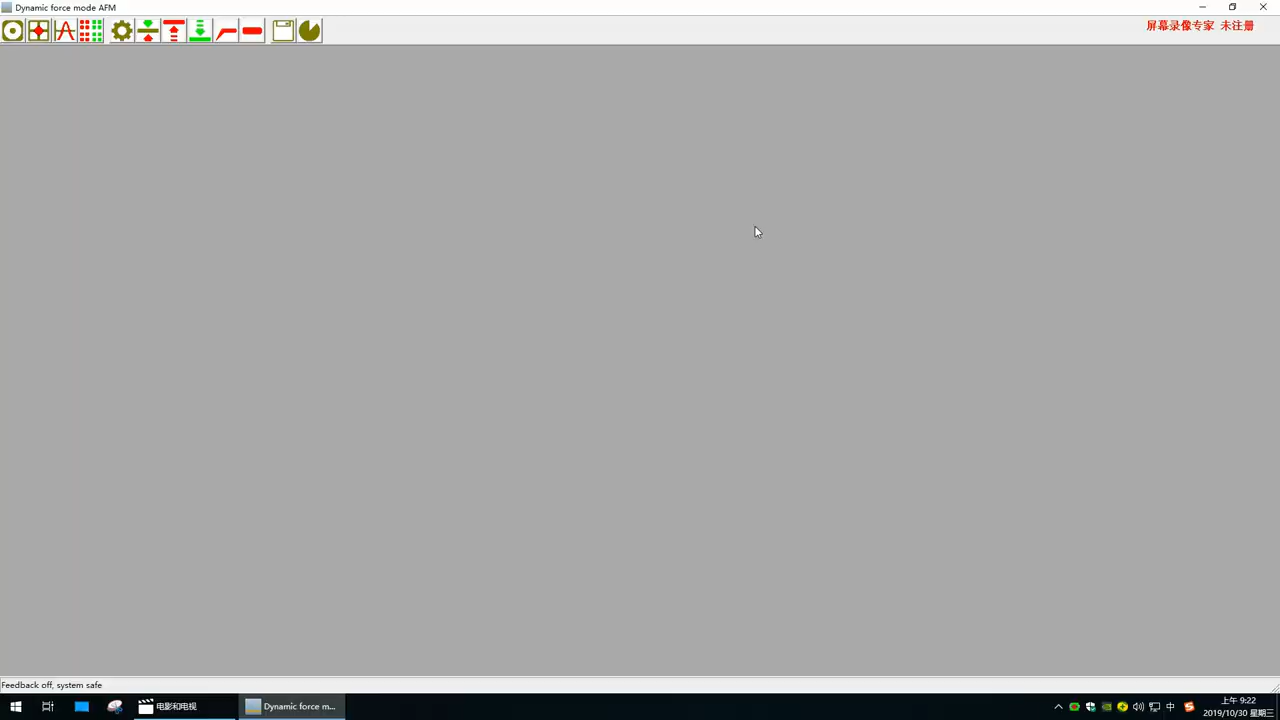 Dynamic force mode AFM
屏幕录像专家 未注册
Feedback off, system safe
电影和电视
Dynamic force m...
中
上午 9:22
2019/10/30 星期三